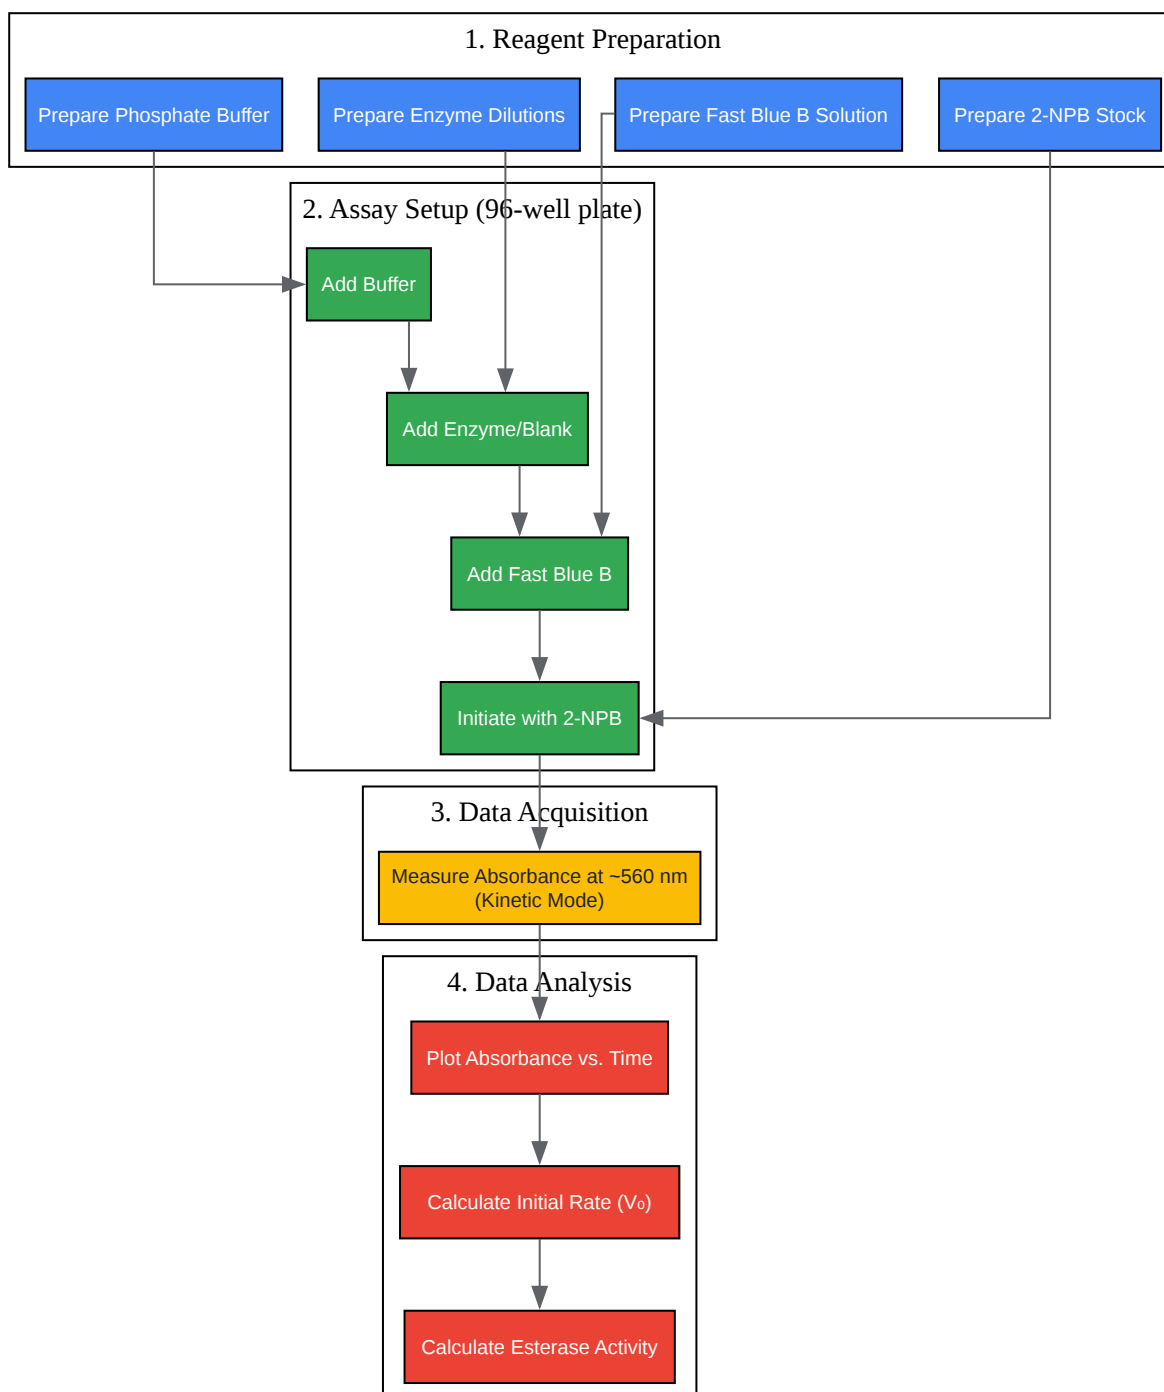 1. Reagent Preparation
Prepare Phosphate Buffer
Prepare Enzyme Dilutions
Prepare Fast Blue B Solution
Prepare 2-NPB Stock
2. Assay Setup (96-well plate)
Add Buffer
Add Enzyme/Blank
Add Fast Blue B
Initiate with 2-NPB
3. Data Acquisition
Measure Absorbance at ~560 nm
(Kinetic Mode)
4. Data Analysis
Plot Absorbance vs. Time
Calculate Initial Rate (V₀)
Calculate Esterase Activity